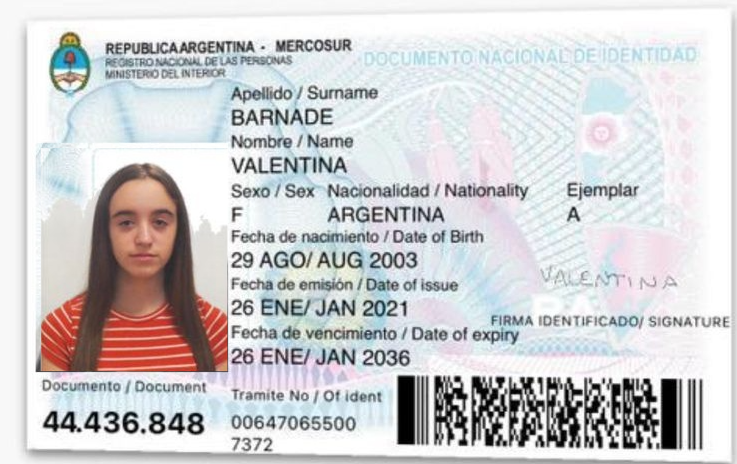 REPUBLICA ARGENTINA - MERCOSUR
REGISTRO NACIONAL DE LAS PERSONAS
MINISTERIO DEL INTERIOR
DOCUMENTO NACIONAL DE IDENTIDAD
Apellido / Surname
BARNADE
Nombre / Name
VALENTINA
Sexo / Sex Nacionalidad / Nationality Ejemplar
F ARGENTINA A
Fecha de nacimiento / Date of Birth
29 AGO/ AUG 2003
Fecha de emisión / Date of issue
26 ENE/ JAN 2021
Fecha de vencimiento / Date of expiry
26 ENE/ JAN 2036
VALENTINA
FIRMA IDENTIFICADO/ SIGNATURE
Documento / Document
44.436.848
Tramite No / Of ident
00647065500
7372